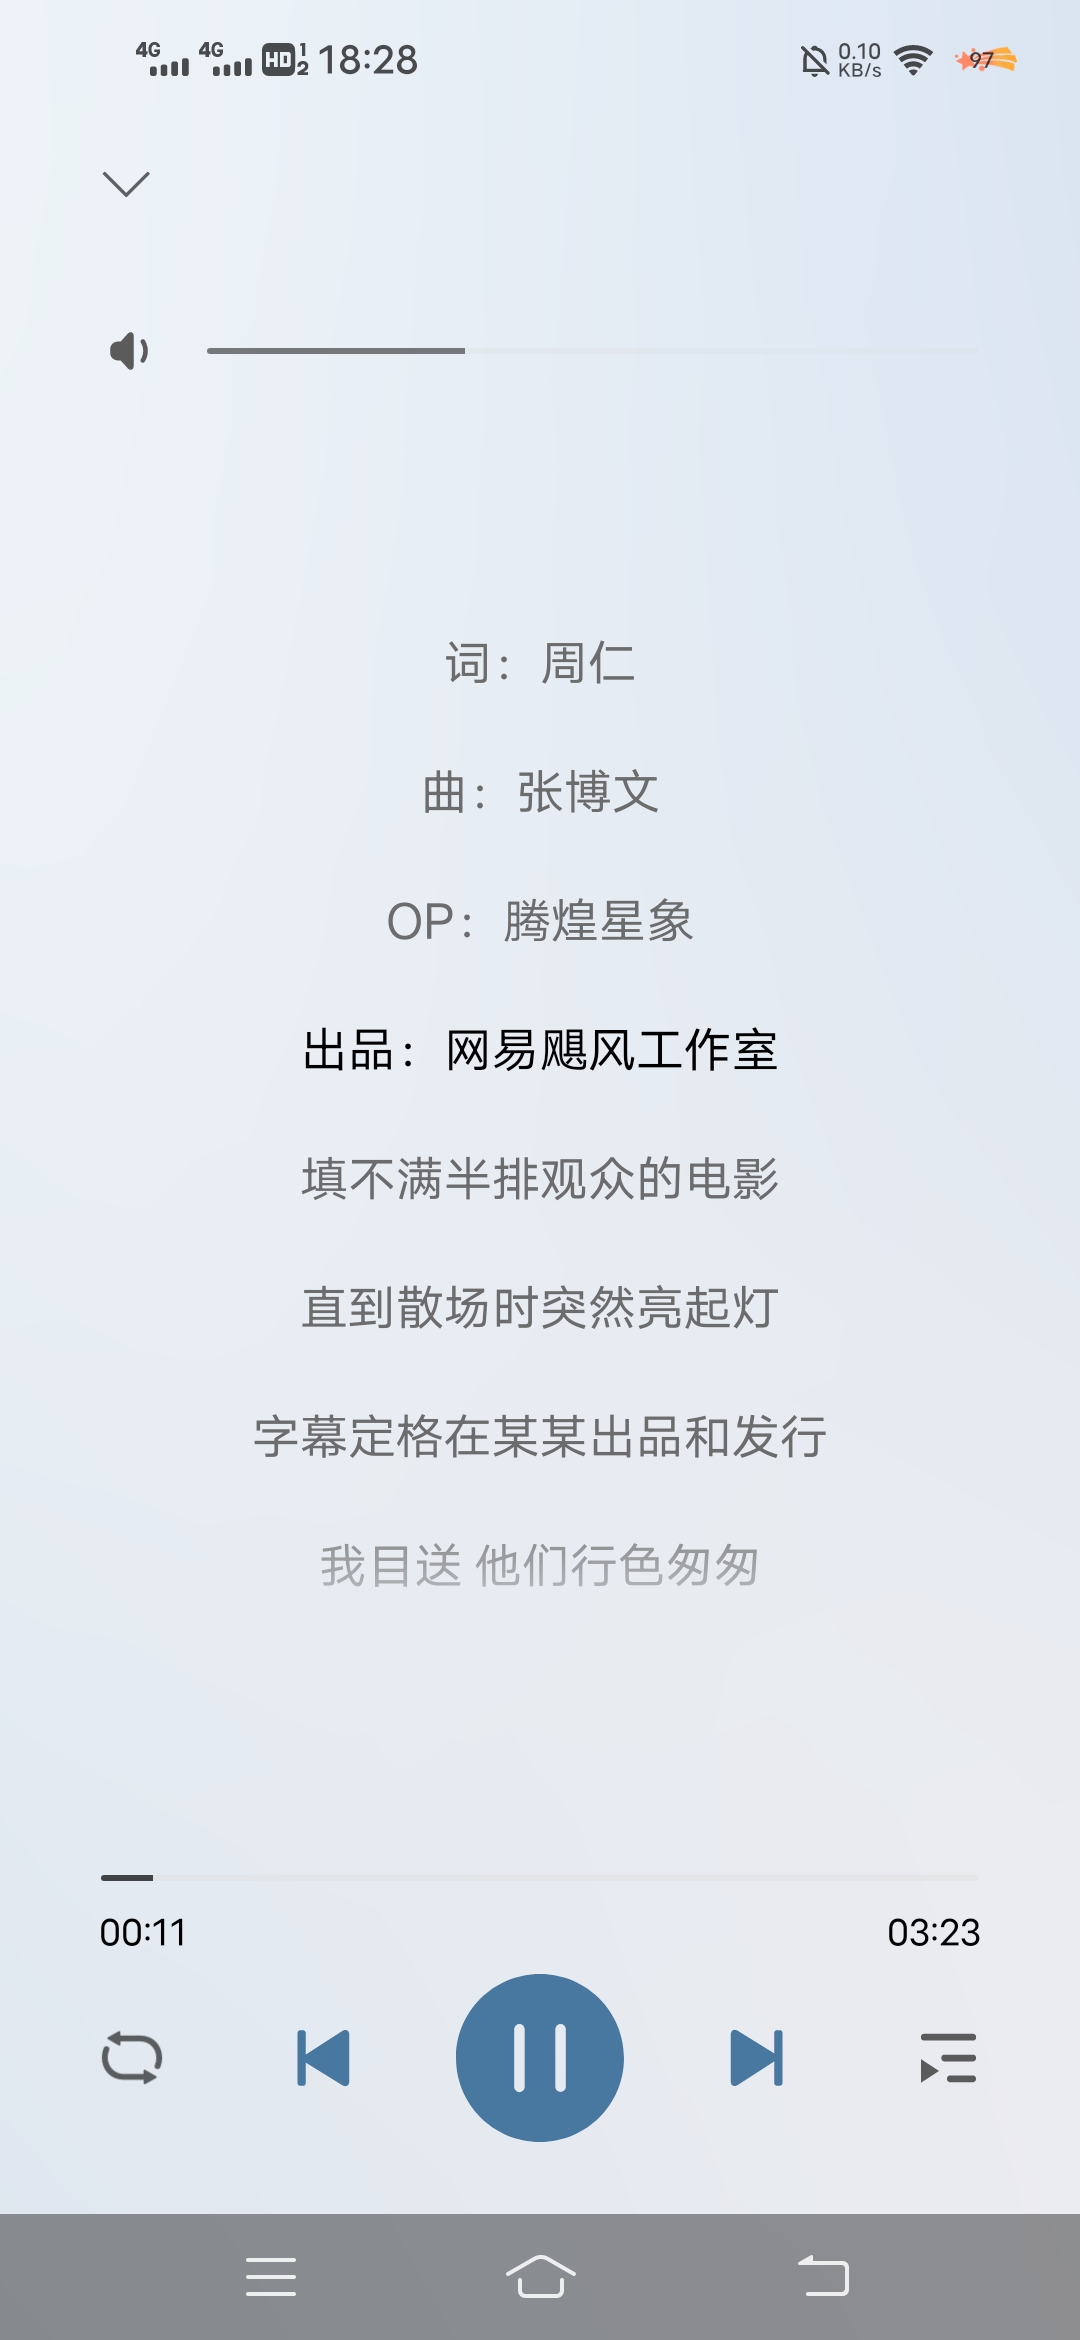 4G 4G HD 1 2 18:28 0.10 KB/s 97
词：周仁
曲：张博文
OP：腾煌星象
出品：网易飓风工作室
填不满半排观众的电影
直到散场时突然亮起灯
字幕定格在某某出品和发行
我目送 他们行色匆匆
00:11 03:23